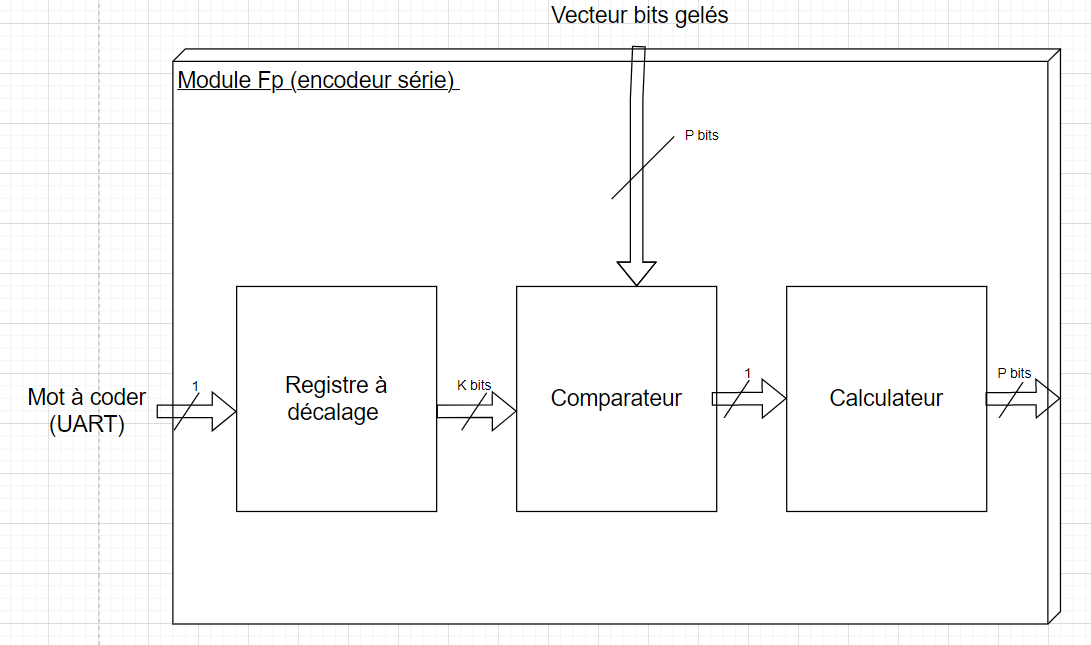 Vecteur bits gelés
Module Fp (encodeur série)
P bits
Mot à coder
(UART)
1
Registre à
décalage
K bits
Comparateur
1
Calculateur
P bits